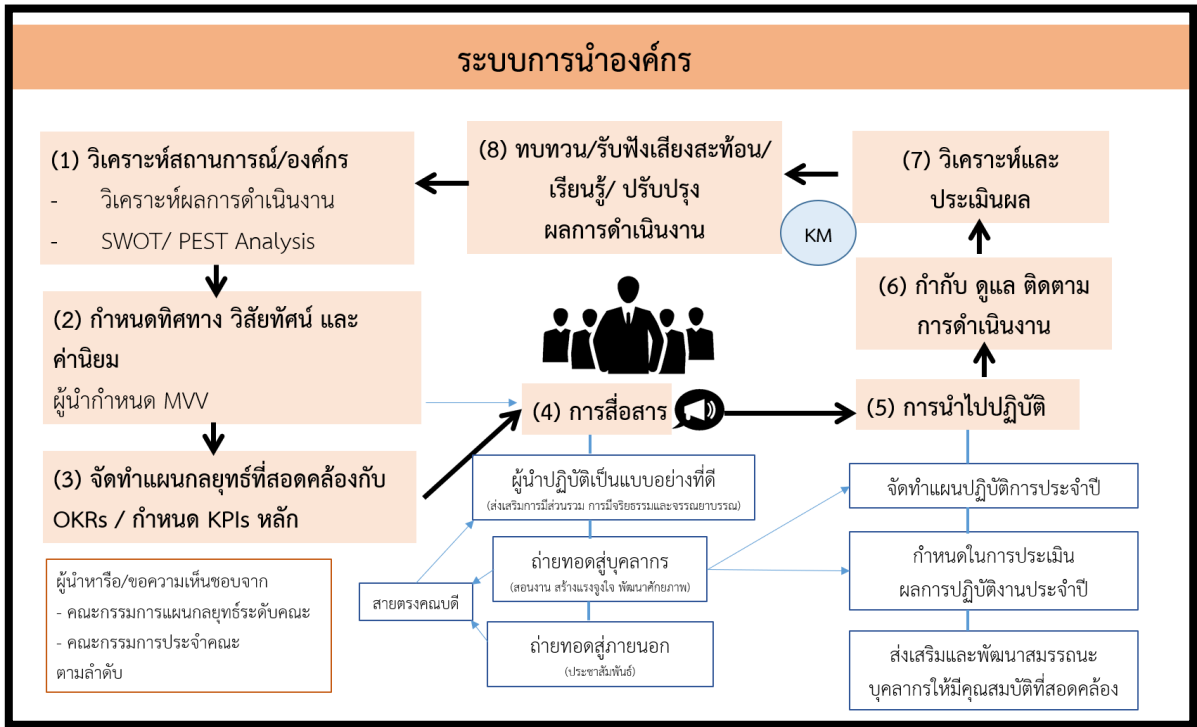 ระบบการนำองค์กร
(1) วิเคราะห์สถานการณ์/องค์กร
- วิเคราะห์ผลการดำเนินงาน
- SWOT/ PEST Analysis
(2) กำหนดทิศทาง วิสัยทัศน์ และ
ค่านิยม
ผู้นำกำหนด MVV
(3) จัดทำแผนกลยุทธ์ที่สอดคล้องกับ
OKRs / กำหนด KPIs หลัก
ผู้นำหารือ/ขอความเห็นชอบจาก
- คณะกรรมการแผนกลยุทธ์ระดับคณะ
- คณะกรรมการประจำคณะ
ตามลำดับ
(4) การสื่อสาร
ผู้นำปฏิบัติเป็นแบบอย่างที่ดี
(ส่งเสริมการมีส่วนรวม การมีจริยธรรมและจรรณยาบรรณ)
ถ่ายทอดสู่บุคลากร
(สอนงาน สร้างแรงจูงใจ พัฒนาศักยภาพ)
สายตรงคณบดี
ถ่ายทอดสู่ภายนอก
(ประชาสัมพันธ์)
(5) การนำไปปฏิบัติ
จัดทำแผนปฏิบัติการประจำปี
กำหนดในการประเมิน
ผลการปฏิบัติงานประจำปี
ส่งเสริมและพัฒนาสมรรถนะ
บุคลากรให้มีคุณสมบัติที่สอดคล้อง
(6) กำกับ ดูแล ติดตาม
การดำเนินงาน
(7) วิเคราะห์และ
ประเมินผล
KM
(8) ทบทวน/รับฟังเสียงสะท้อน/
เรียนรู้/ ปรับปรุง
ผลการดำเนินงาน